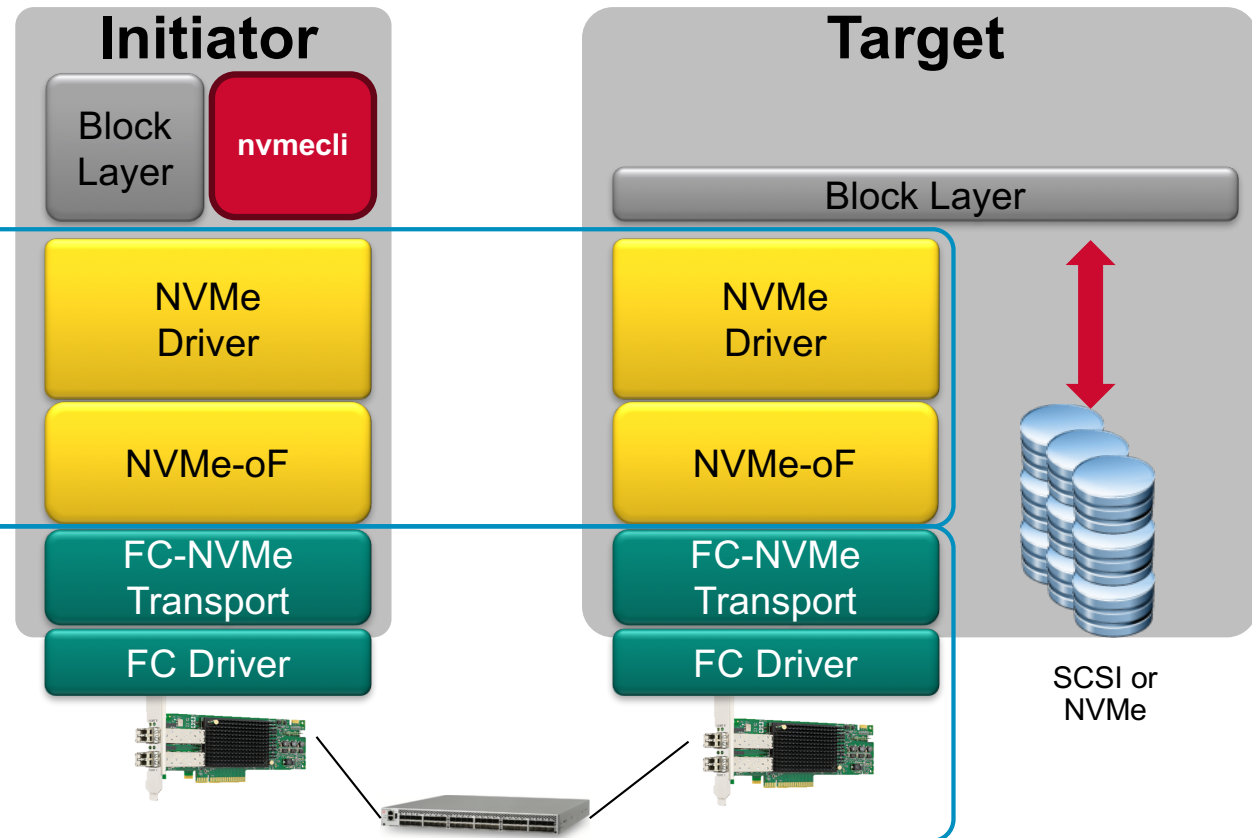 Initiator
Block
Layer
nvmecli
NVMe
Driver
NVMe-oF
FC-NVMe
Transport
FC Driver
Target
Block Layer
NVMe
Driver
NVMe-oF
FC-NVMe
Transport
FC Driver
SCSI or
NVMe